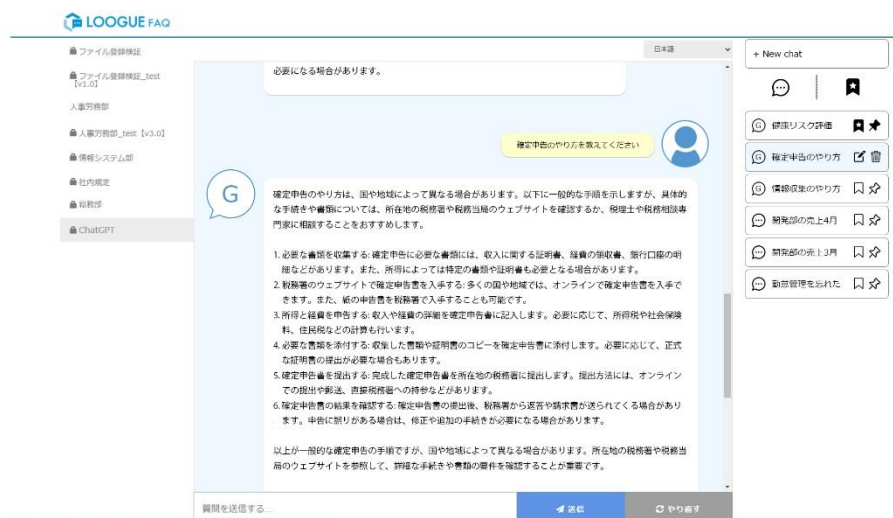 LOOGUE FAQ
ファイル登録検証
ファイル登録検証_test
【v1.0】
人事労務部
人事労務部_test【v3.0】
情報システム部
社内規定
総務部
ChatGPT
日本語
必要になる場合があります。
確定申告のやり方を教えてください
G
確定申告のやり方は、国や地域によって異なる場合があります。以下に一般的な手順を示しますが、具体的
な手続きや書類については、所在地の税務署や税務当局のウェブサイトを確認するか、税理士や税務相談専
門家に相談することをおすすめします。
1. 必要な書類を収集する: 確定申告に必要な書類には、収入に関する証明書、経費の領収書、銀行口座の明
細などがあります。また、所得によっては特定の書類や証明書も必要となる場合があります。
2. 税務署のウェブサイトで確定申告書を入手する: 多くの国や地域では、オンラインで確定申告書を入手で
きます。また、紙の申告書を税務署で入手することも可能です。
3. 所得と経費を申告する: 収入や経費の詳細を確定申告書に記入します。必要に応じて、所得税や社会保険
料、住民税などの計算も行います。
4. 必要な書類を添付する: 収集した書類や証明書のコピーを確定申告書に添付します。必要に応じて、正式
な証明書の提出が必要な場合もあります。
5. 確定申告書を提出する: 完成した確定申告書を所在地の税務署に提出します。提出方法には、オンライン
での提出や郵送、直接税務署への持参などがあります。
6. 確定申告書の結果を確認する: 確定申告書の提出後、税務署から返答や請求書が送られてくる場合があり
ます。申告に誤りがある場合は、修正や追加の手続きが必要になる場合があります。
以上が一般的な確定申告の手順ですが、国や地域によって異なる場合があります。所在地の税務署や税務当
局のウェブサイトを参照して、詳細な手続きや書類の要件を確認することが重要です。
質問を送信する...
送信
やり直す
+ New chat
G 健康リスク評価
G 確定申告のやり方
G 情報収集のやり方
開発部の売上4月
開発部の売上3月
勤怠管理を忘れた